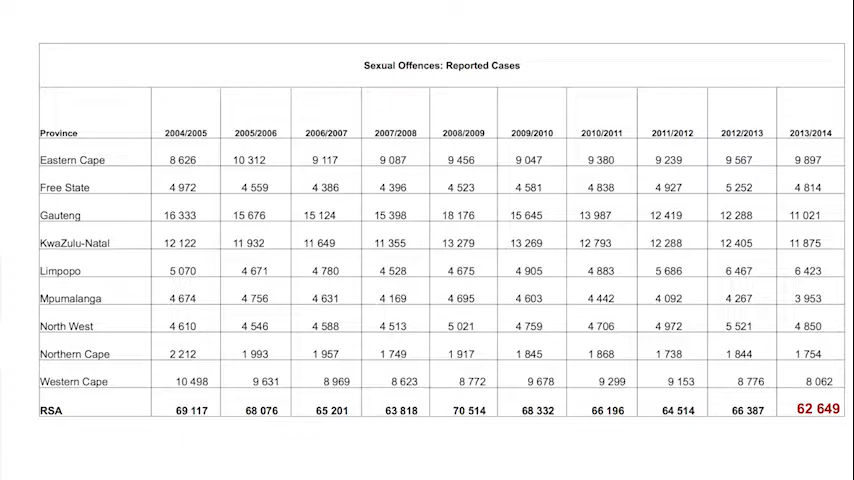 Sexual Offences: Reported Cases
Province 2004/2005 2005/2006 2006/2007 2007/2008 2008/2009 2009/2010 2010/2011 2011/2012 2012/2013 2013/2014
Eastern Cape 8 626 10 312 9 117 9 087 9 456 9 047 9 380 9 239 9 567 9 897
Free State 4 972 4 559 4 386 4 396 4 523 4 581 4 838 4 927 5 252 4 814
Gauteng 16 333 15 676 15 124 15 398 18 176 15 645 13 987 12 419 12 288 11 021
KwaZulu-Natal 12 122 11 932 11 649 11 355 13 279 13 269 12 793 12 288 12 405 11 875
Limpopo 5 070 4 671 4 780 4 528 4 675 4 905 4 883 5 686 6 467 6 423
Mpumalanga 4 674 4 756 4 631 4 169 4 695 4 603 4 442 4 092 4 267 3 953
North West 4 610 4 546 4 588 4 513 5 021 4 759 4 706 4 972 5 521 4 850
Northern Cape 2 212 1 993 1 957 1 749 1 917 1 845 1 868 1 738 1 844 1 754
Western Cape 10 498 9 631 8 969 8 623 8 772 9 678 9 299 9 153 8 776 8 062
RSA 69 117 68 076 65 201 63 818 70 514 68 332 66 196 64 514 66 387 62 649